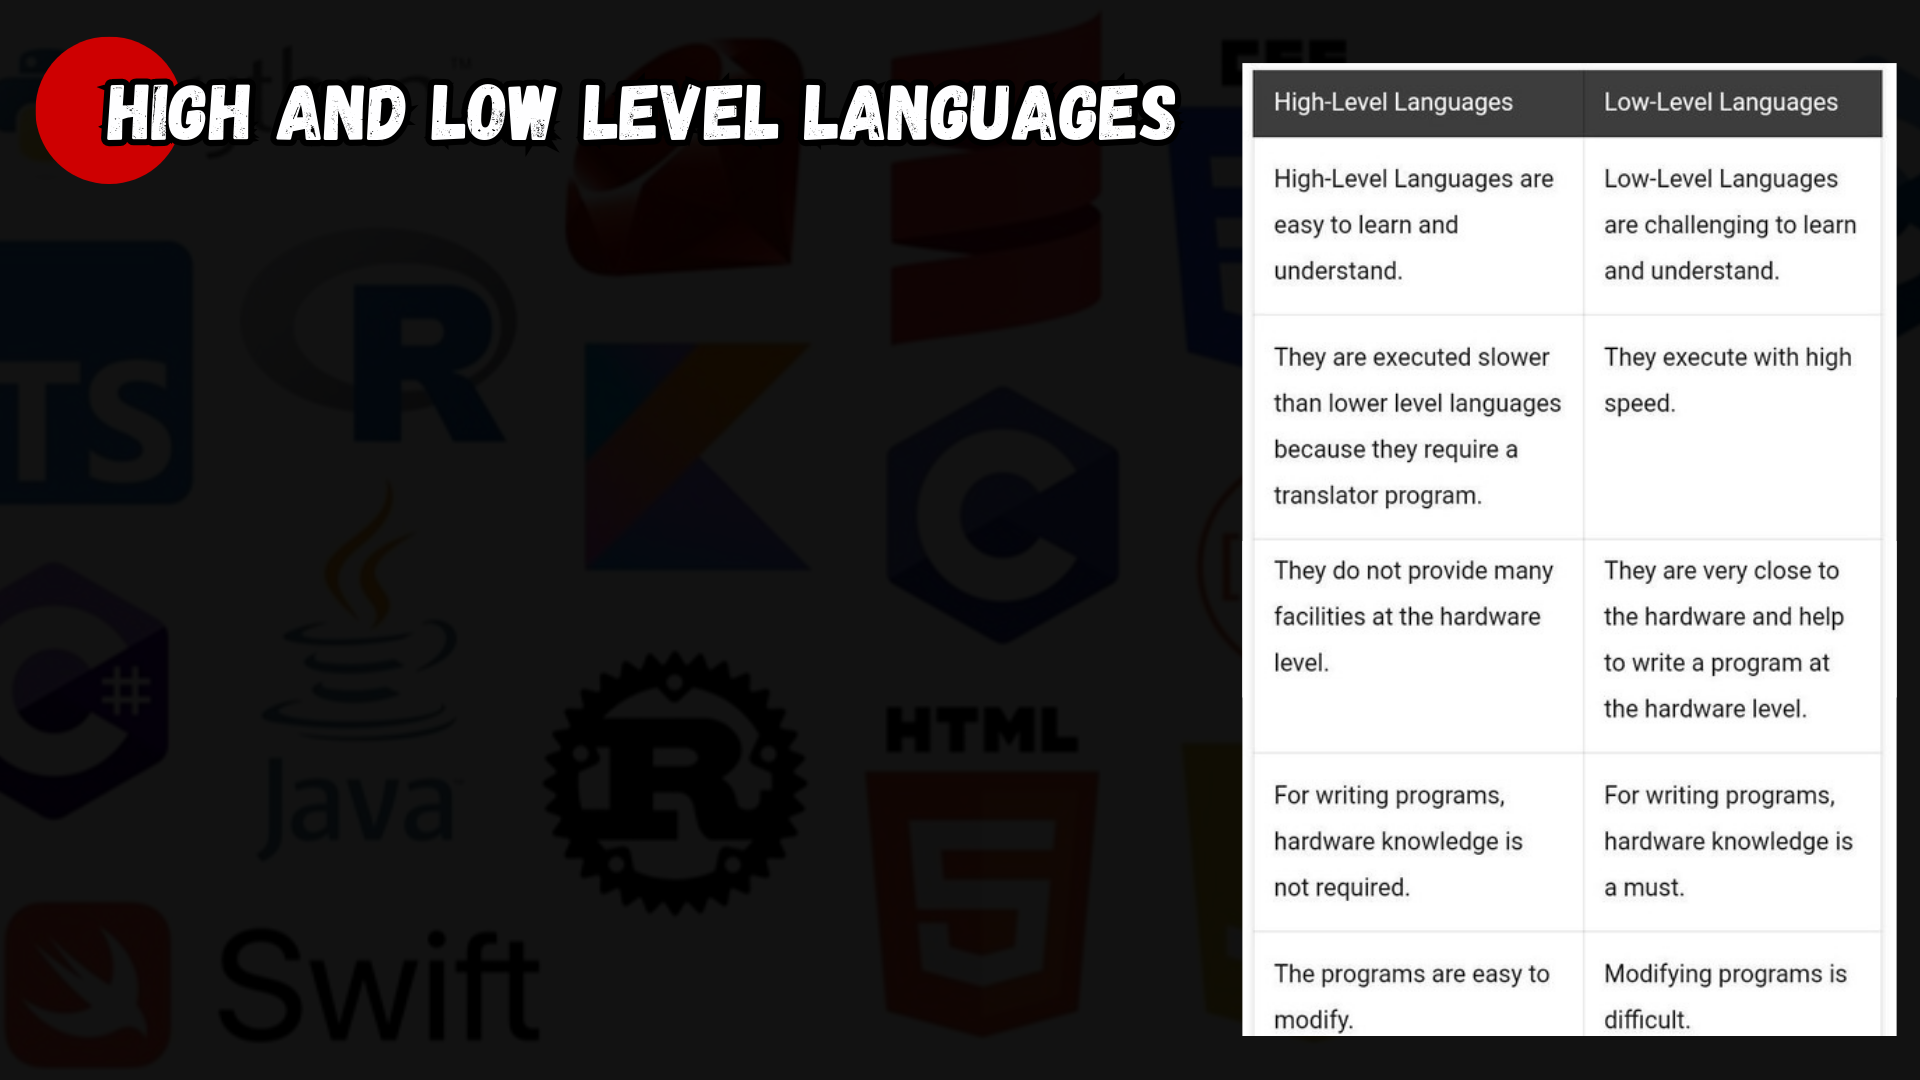 HIGH AND LOW LEVEL LANGUAGES
High-Level Languages
Low-Level Languages
High-Level Languages are
easy to learn and
understand.
Low-Level Languages
are challenging to learn
and understand.
They are executed slower
than lower level languages
because they require a
translator program.
They execute with high
speed.
They do not provide many
facilities at the hardware
level.
They are very close to
the hardware and help
to write a program at
the hardware level.
For writing programs,
hardware knowledge is
not required.
For writing programs,
hardware knowledge is
a must.
The programs are easy to
modify.
Modifying programs is
difficult.
TS
R
C
C#
Java
R
HTML
5
Swift